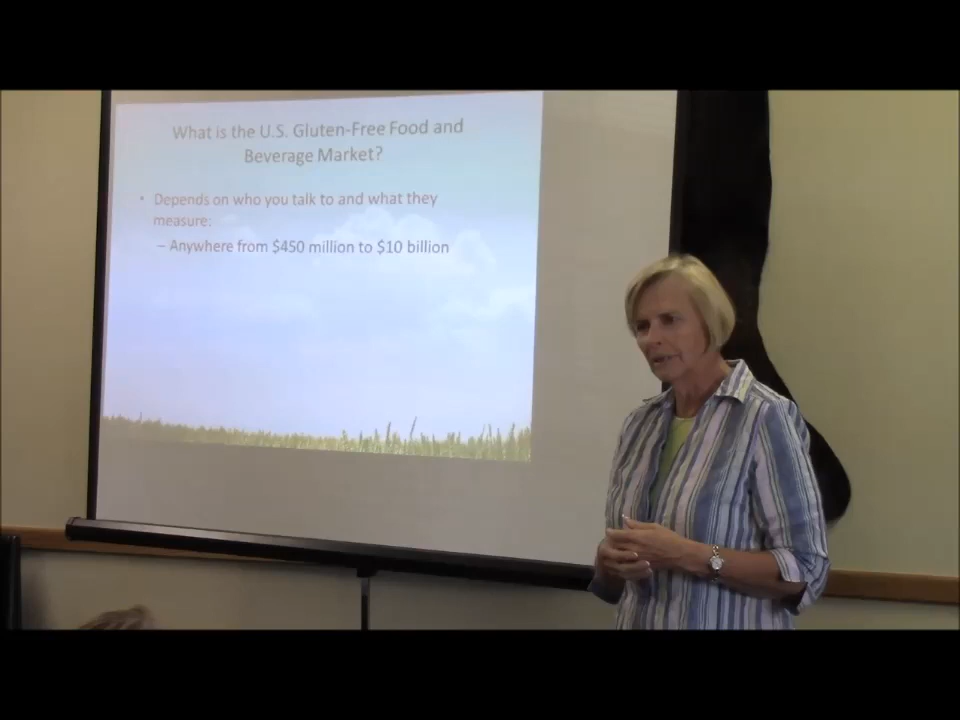 What is the U.S. Gluten-Free Food and
Beverage Market?
• Depends on who you talk to and what they
measure:
– Anywhere from $450 million to $10 billion